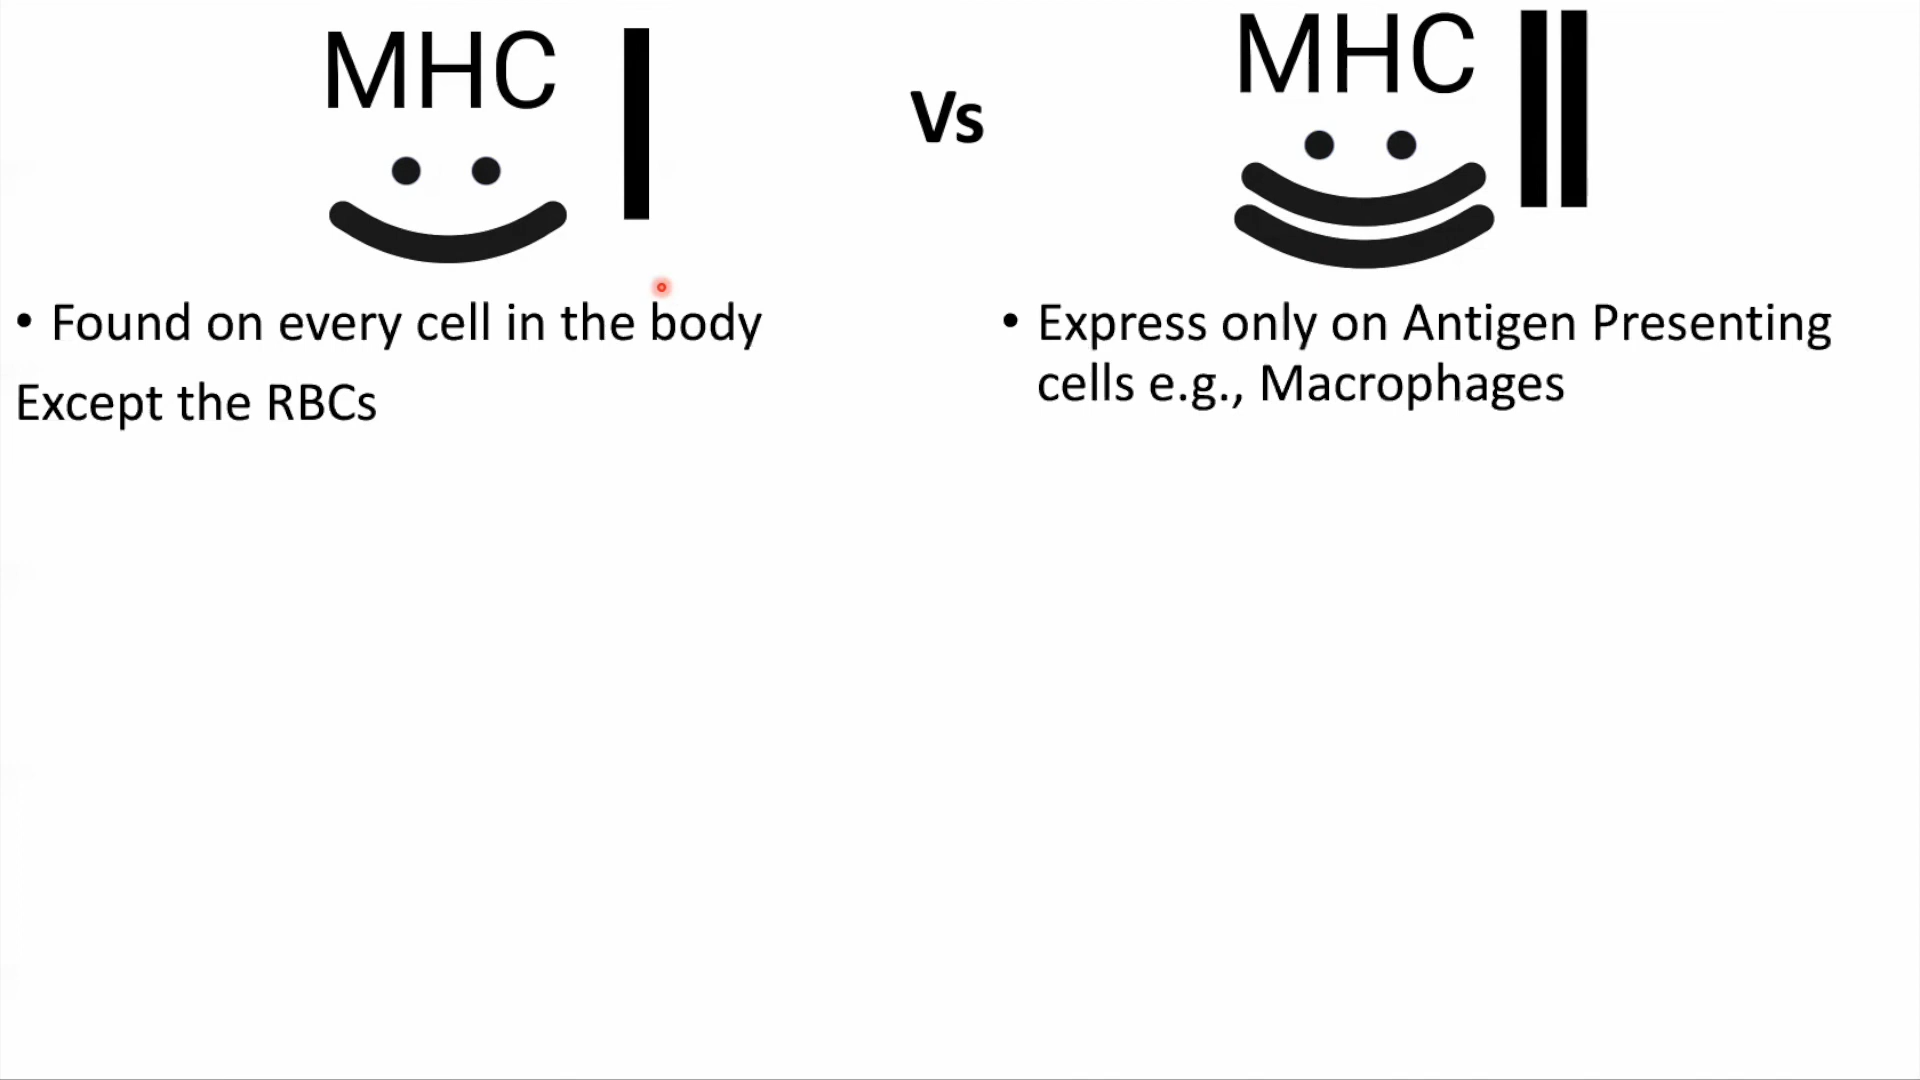 MHC I
Vs
MHC II
• Found on every cell in the body
Except the RBCs
• Express only on Antigen Presenting
cells e.g., Macrophages